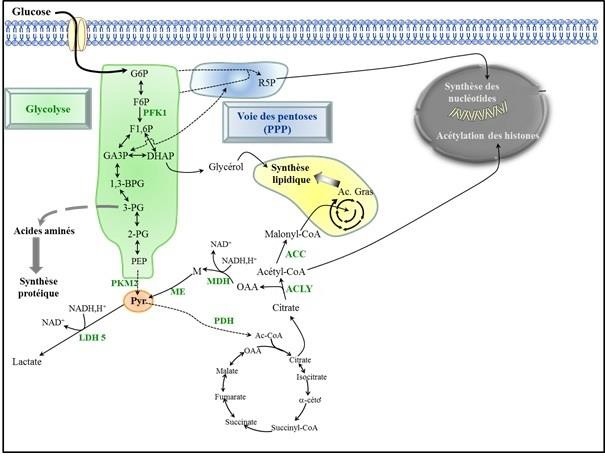 Glucose
G6P
F6P
PFK1
F1,6P
GA3P
DHAP
1,3-BPG
3-PG
2-PG
PEP
PKM2
Pyr.
Glycolyse
R5P
Voie des pentoses
(PPP)
Synthèse des
nucléotides
Acétylation des histones
Glycérol
Synthèse
lipidique
Ac. Gras
Acides aminés
Synthèse
protéique
Malonyl-CoA
ACC
Acétyl-CoA
ACLY
OAA
Citrate
NAD⁺
NADH,H⁺
MDH
M
ME
NADH,H⁺
NAD⁺
LDH 5
Lactate
PDH
Ac-CoA
OAA
Citrate
Isocitrate
α-céto
Succinyl-CoA
Succinate
Fumarate
Malate